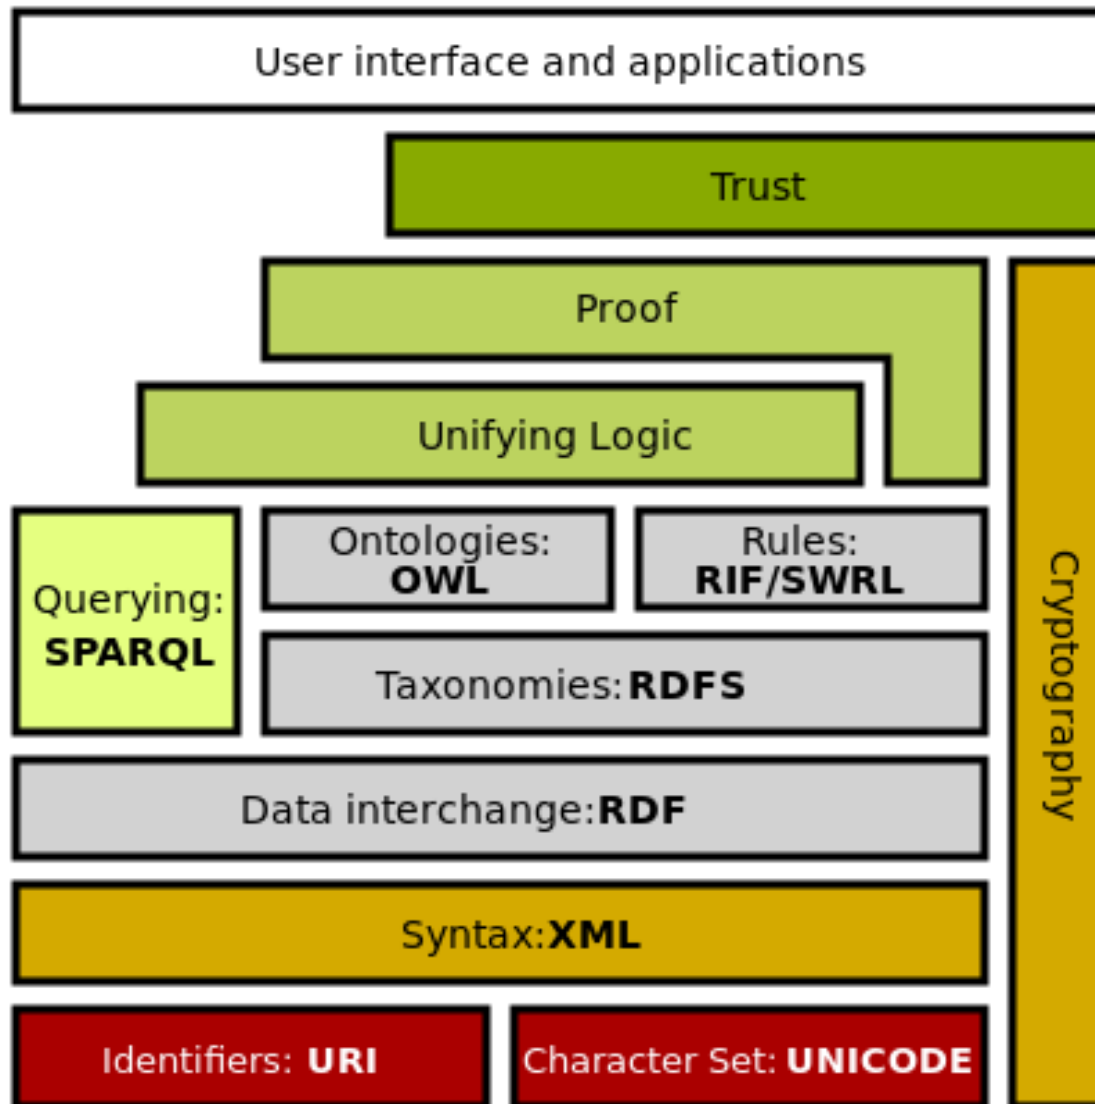 User interface and applications
Trust
Proof
Unifying Logic
Ontologies:
OWL
Rules:
RIF/SWRL
Querying:
SPARQL
Taxonomies: RDFS
Data interchange:RDF
Syntax:XML
Identifiers: URI
Character Set: UNICODE
Cryptography